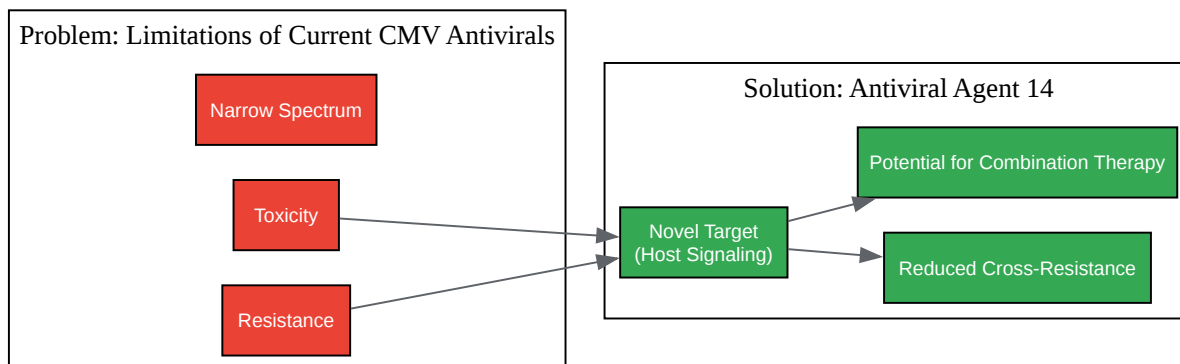 Problem: Limitations of Current CMV Antivirals
Narrow Spectrum
Toxicity
Resistance
Solution: Antiviral Agent 14
Novel Target
(Host Signaling)
Potential for Combination Therapy
Reduced Cross-Resistance